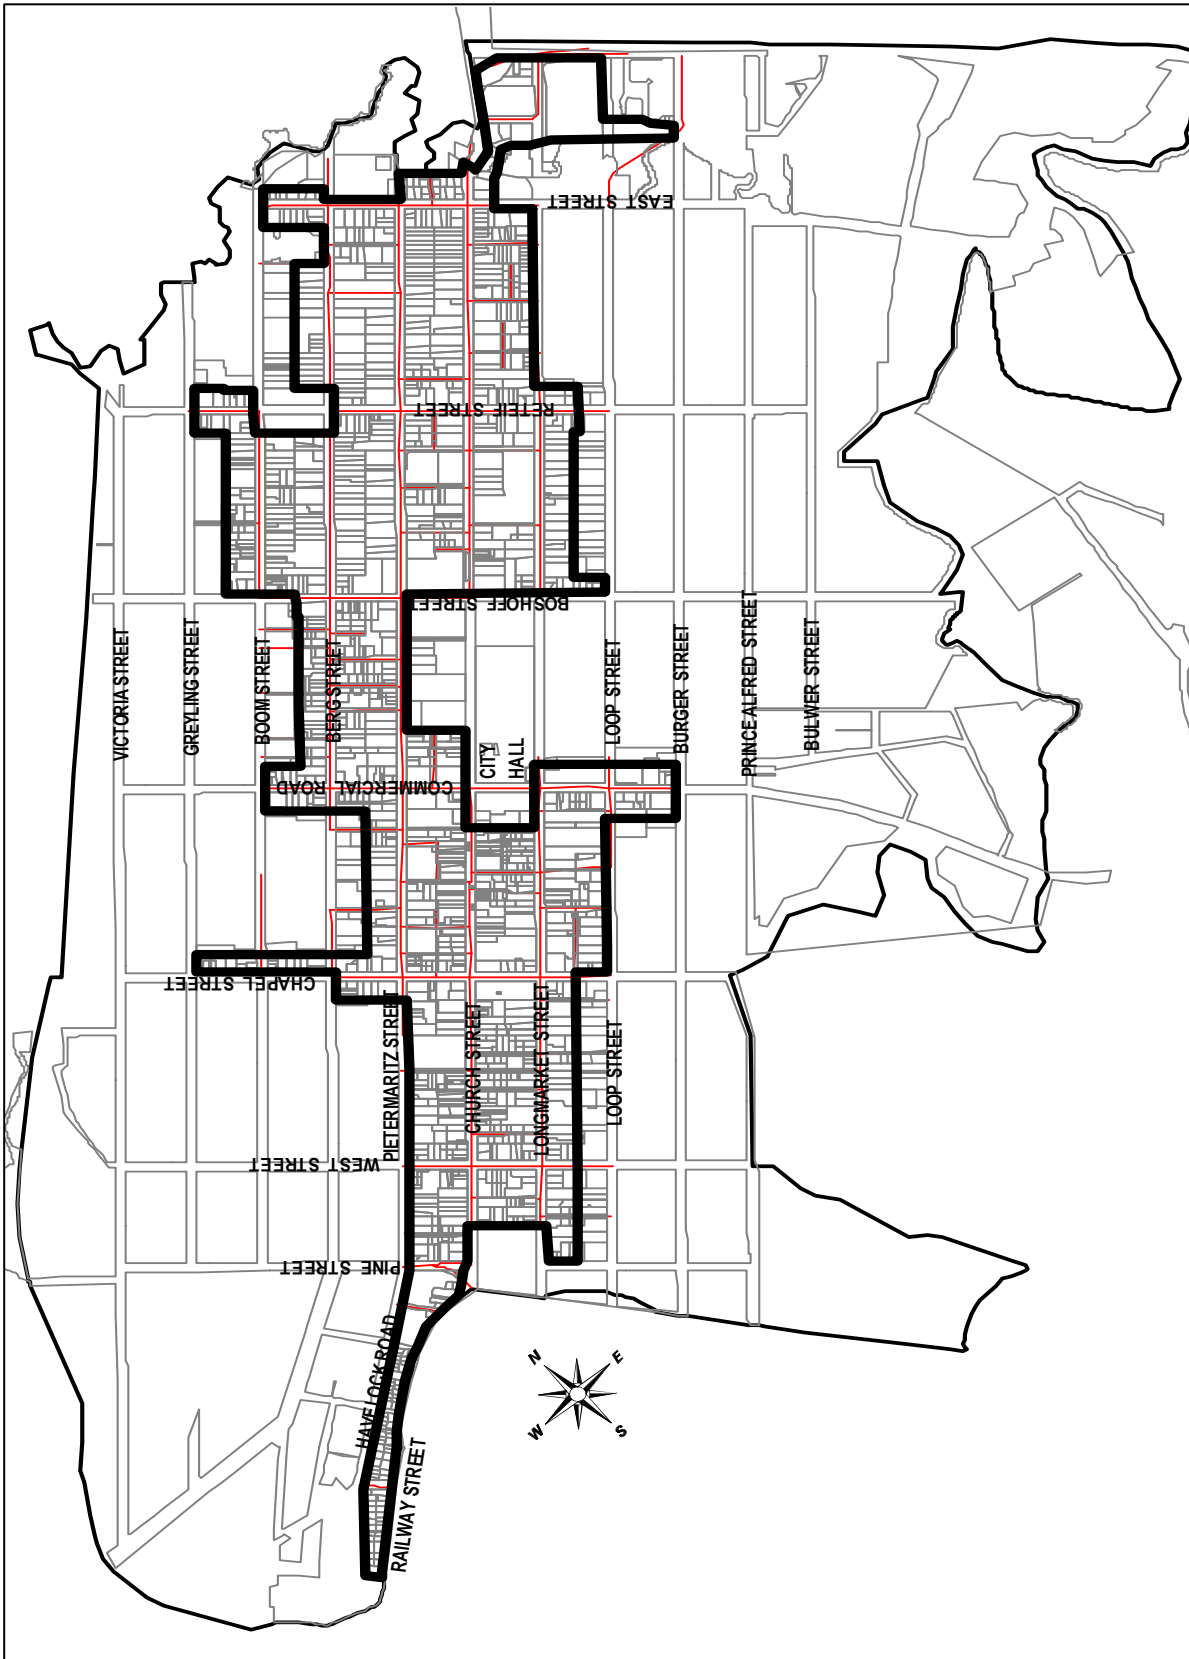 EAST STREET
RETEIF STREET
BOSHOFF STREET
VICTORIA STREET
GREYLING STREET
BOOM STREET
BERG STREET
LOOP STREET
BURGER STREET
PRINCE ALFRED STREET
BULWER STREET
CITY
HALL
COMMERCIAL ROAD
CHAPEL STREET
PIETERMARITZ STREET
CHURCH STREET
LONGMARKET STREET
LOOP STREET
WEST STREET
PINE STREET
HAVELOCK ROAD
RAILWAY STREET
N
E
W
S